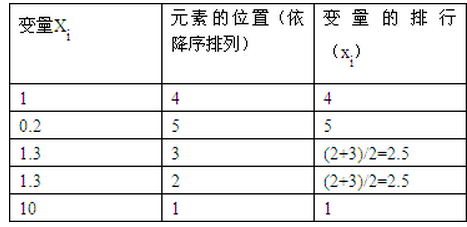 变量Xi
元素的位置（依
降序排列）
变量的排行
（xi）
1 4 4
0.2 5 5
1.3 3 (2+3)/2=2.5
1.3 2 (2+3)/2=2.5
10 1 1